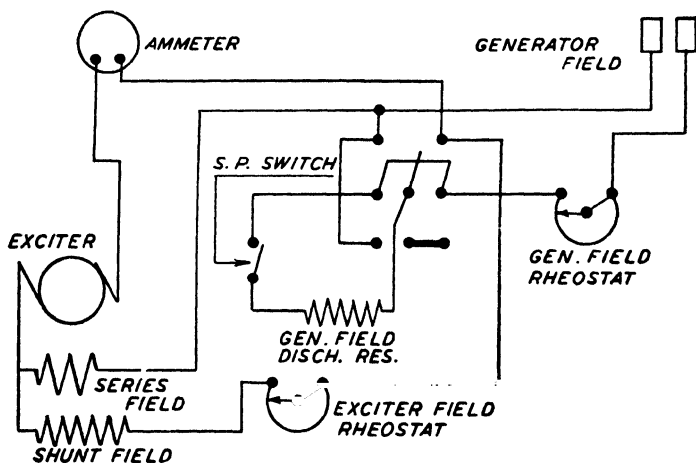 AMMETER
GENERATOR
FIELD
S. P. SWITCH
EXCITER
GEN. FIELD
RHEOSTAT
GEN. FIELD
DISCH. RES.
SERIES
FIELD
EXCITER FIELD
RHEOSTAT
SHUNT FIELD